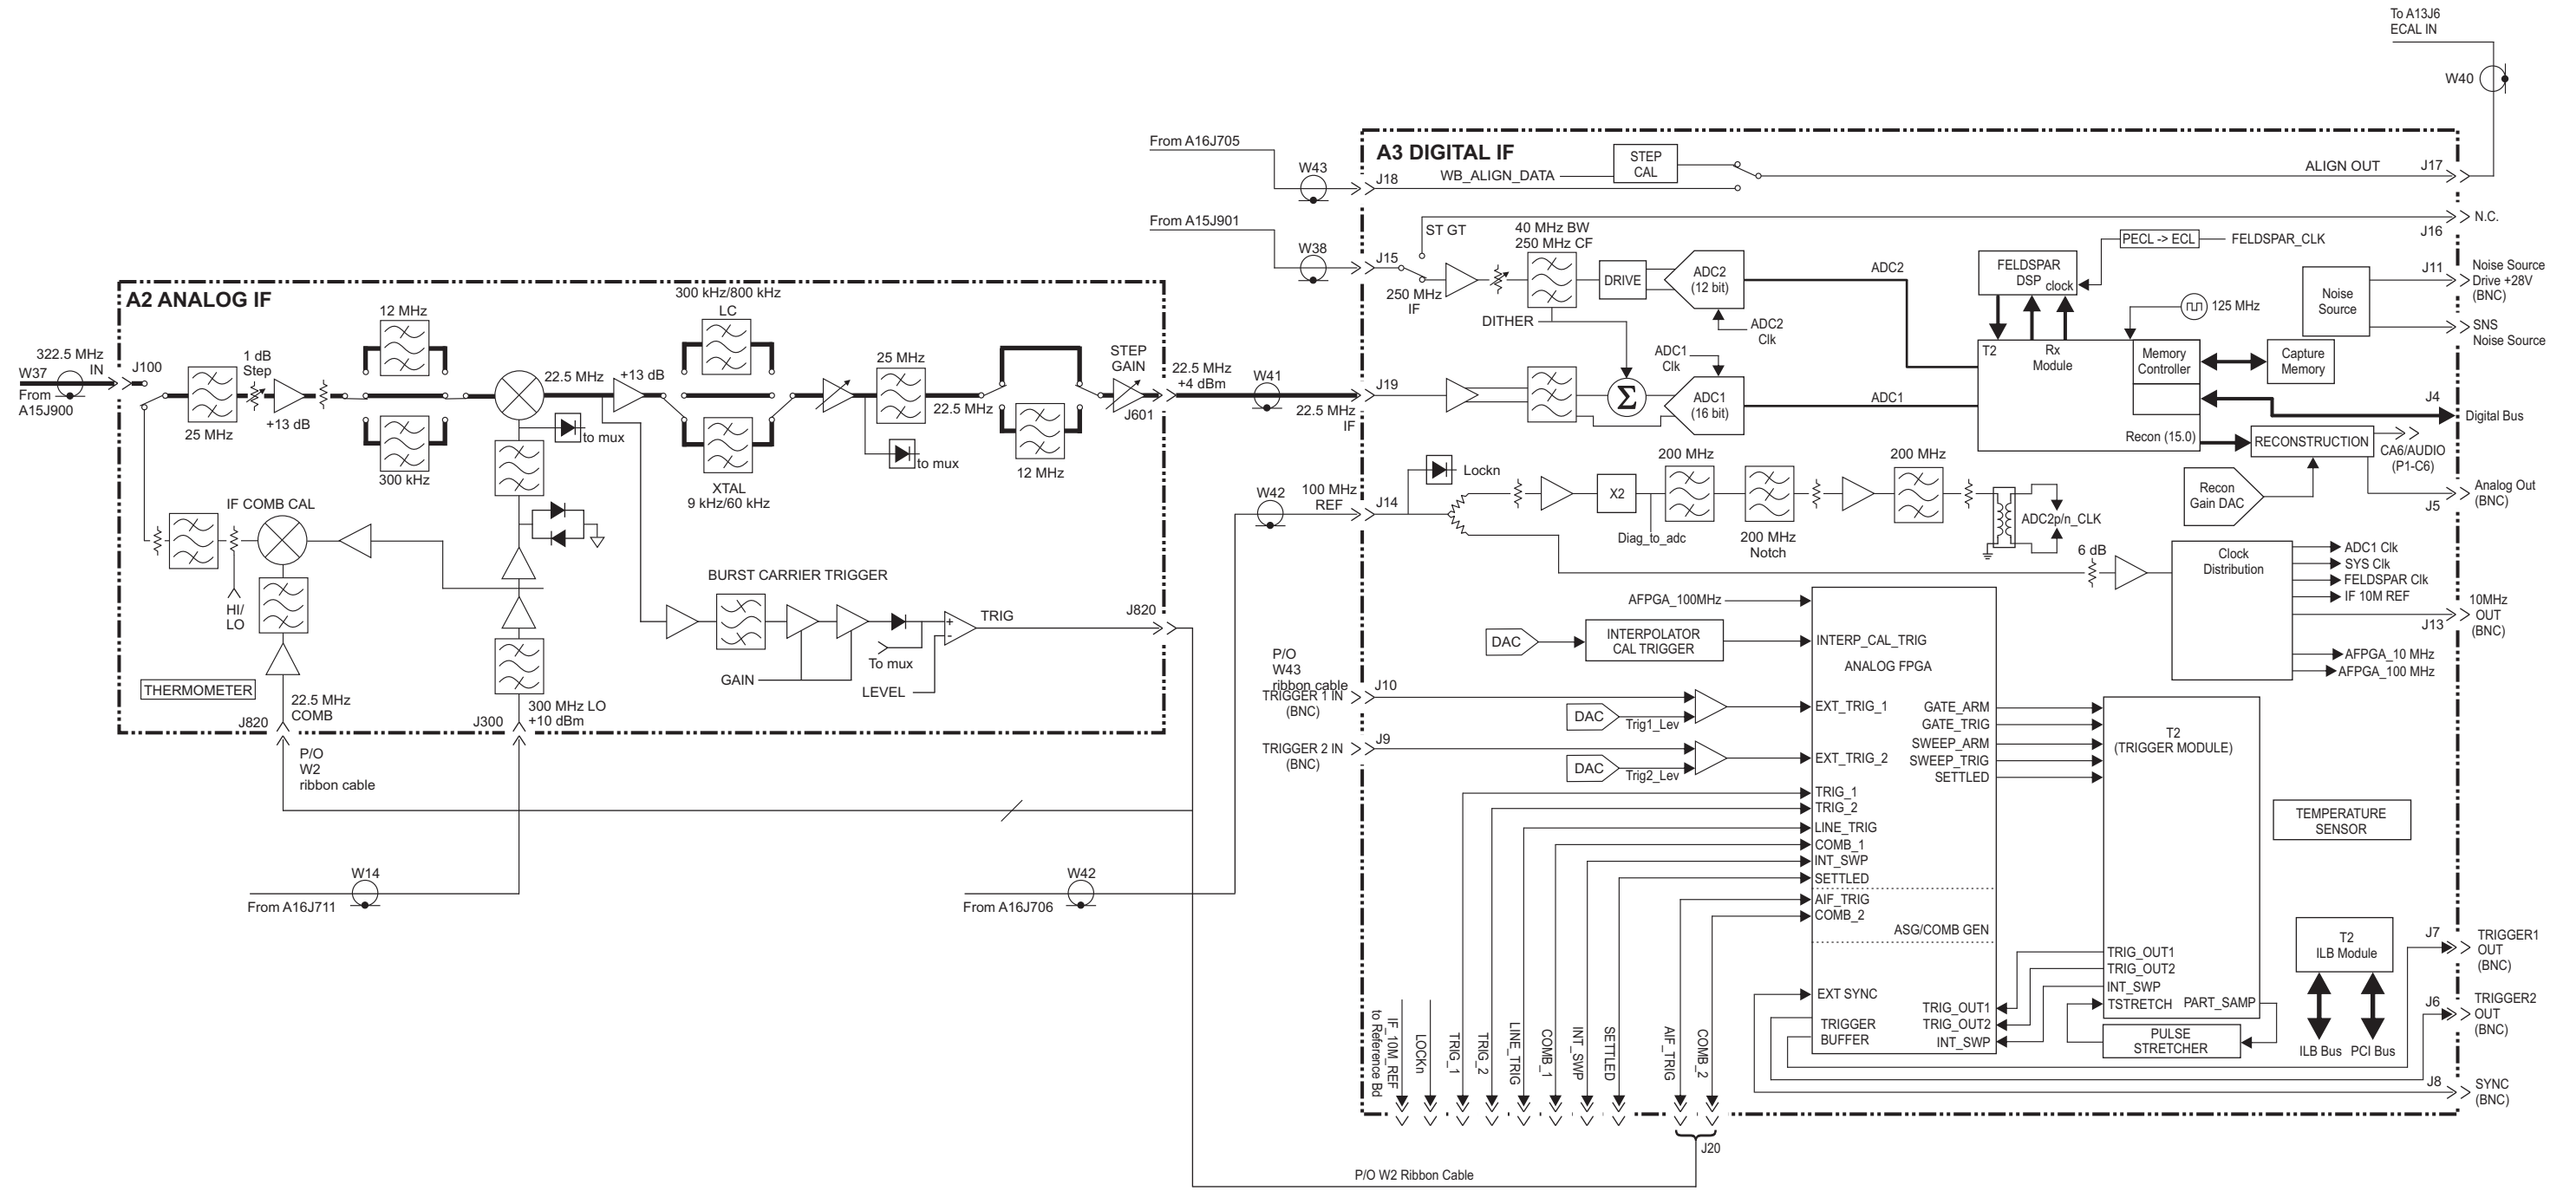 To A13J6
ECAL IN
W40
From A16J705
W43
J18
A3 DIGITAL IF
WB_ALIGN_DATA
STEP
CAL
ALIGN OUT
J17
From A15J901
W38
J15
ST GT
250 MHz
IF
40 MHz BW
250 MHz CF
DRIVE
ADC2
(12 bit)
ADC2
Clk
ADC2
DITHER
N.C.
J16
PECL -> ECL
FELDSPAR_CLK
FELDSPAR
DSP
clock
125 MHz
Noise
Source
J11
Noise Source
Drive +28V
(BNC)
SNS
Noise Source
A2 ANALOG IF
322.5 MHz
IN
W37
From
A15J900
J100
25 MHz
1 dB
Step
+13 dB
12 MHz
300 kHz
22.5 MHz
to mux
+13 dB
300 kHz/800 kHz
LC
XTAL
9 kHz/60 kHz
25 MHz
to mux
22.5 MHz
12 MHz
STEP
GAIN
J601
22.5 MHz
+4 dBm
W41
22.5 MHz
IF
J19
ADC1
Clk
Σ
ADC1
(16 bit)
ADC1
T2
Rx
Module
Memory
Controller
Capture
Memory
J4
Digital Bus
Recon (15.0)
RECONSTRUCTION
CA6/AUDIO
(P1-C6)
Recon
Gain DAC
Analog Out
(BNC)
J5
IF COMB CAL
HI/
LO
THERMOMETER
22.5 MHz
COMB
J820
P/O
W2
ribbon cable
300 MHz LO
+10 dBm
J300
BURST CARRIER TRIGGER
GAIN
To mux
LEVEL
+
-
TRIG
J820
W42
100 MHz
REF
J14
Lockn
X2
Diag_to_adc
200 MHz
200 MHz
Notch
200 MHz
ADC2p/n_CLK
6 dB
Clock
Distribution
ADC1 Clk
SYS Clk
FELDSPAR Clk
IF 10M REF
10MHz
OUT
(BNC)
J13
AFPGA_10 MHz
AFPGA_100 MHz
W14
From A16J711
W42
From A16J706
AFPGA_100MHz
DAC
INTERPOLATOR
CAL TRIGGER
INTERP_CAL_TRIG
ANALOG FPGA
P/O
W43
ribbon cable
TRIGGER 1 IN
(BNC)
J10
DAC
Trig1_Lev
EXT_TRIG_1
TRIGGER 2 IN
(BNC)
J9
DAC
Trig2_Lev
EXT_TRIG_2
TRIG_1
TRIG_2
LINE_TRIG
COMB_1
INT_SWP
SETTLED
AIF_TRIG
COMB_2
ASG/COMB GEN
GATE_ARM
GATE_TRIG
SWEEP_ARM
SWEEP_TRIG
SETTLED
T2
(TRIGGER MODULE)
TEMPERATURE
SENSOR
EXT SYNC
TRIGGER
BUFFER
TRIG_OUT1
TRIG_OUT2
INT_SWP
TRIG_OUT1
TRIG_OUT2
INT_SWP
TSTRETCH
PART_SAMP
PULSE
STRETCHER
T2
ILB Module
ILB Bus
PCI Bus
J7
TRIGGER1
OUT
(BNC)
J6
TRIGGER2
OUT
(BNC)
J8
SYNC
(BNC)
IF_10M_REF
to Reference Bd
LOCKn
TRIG_1
TRIG_2
LINE_TRIG
COMB_1
INT_SWP
SETTLED
AIF_TRIG
COMB_2
J20
P/O W2 Ribbon Cable